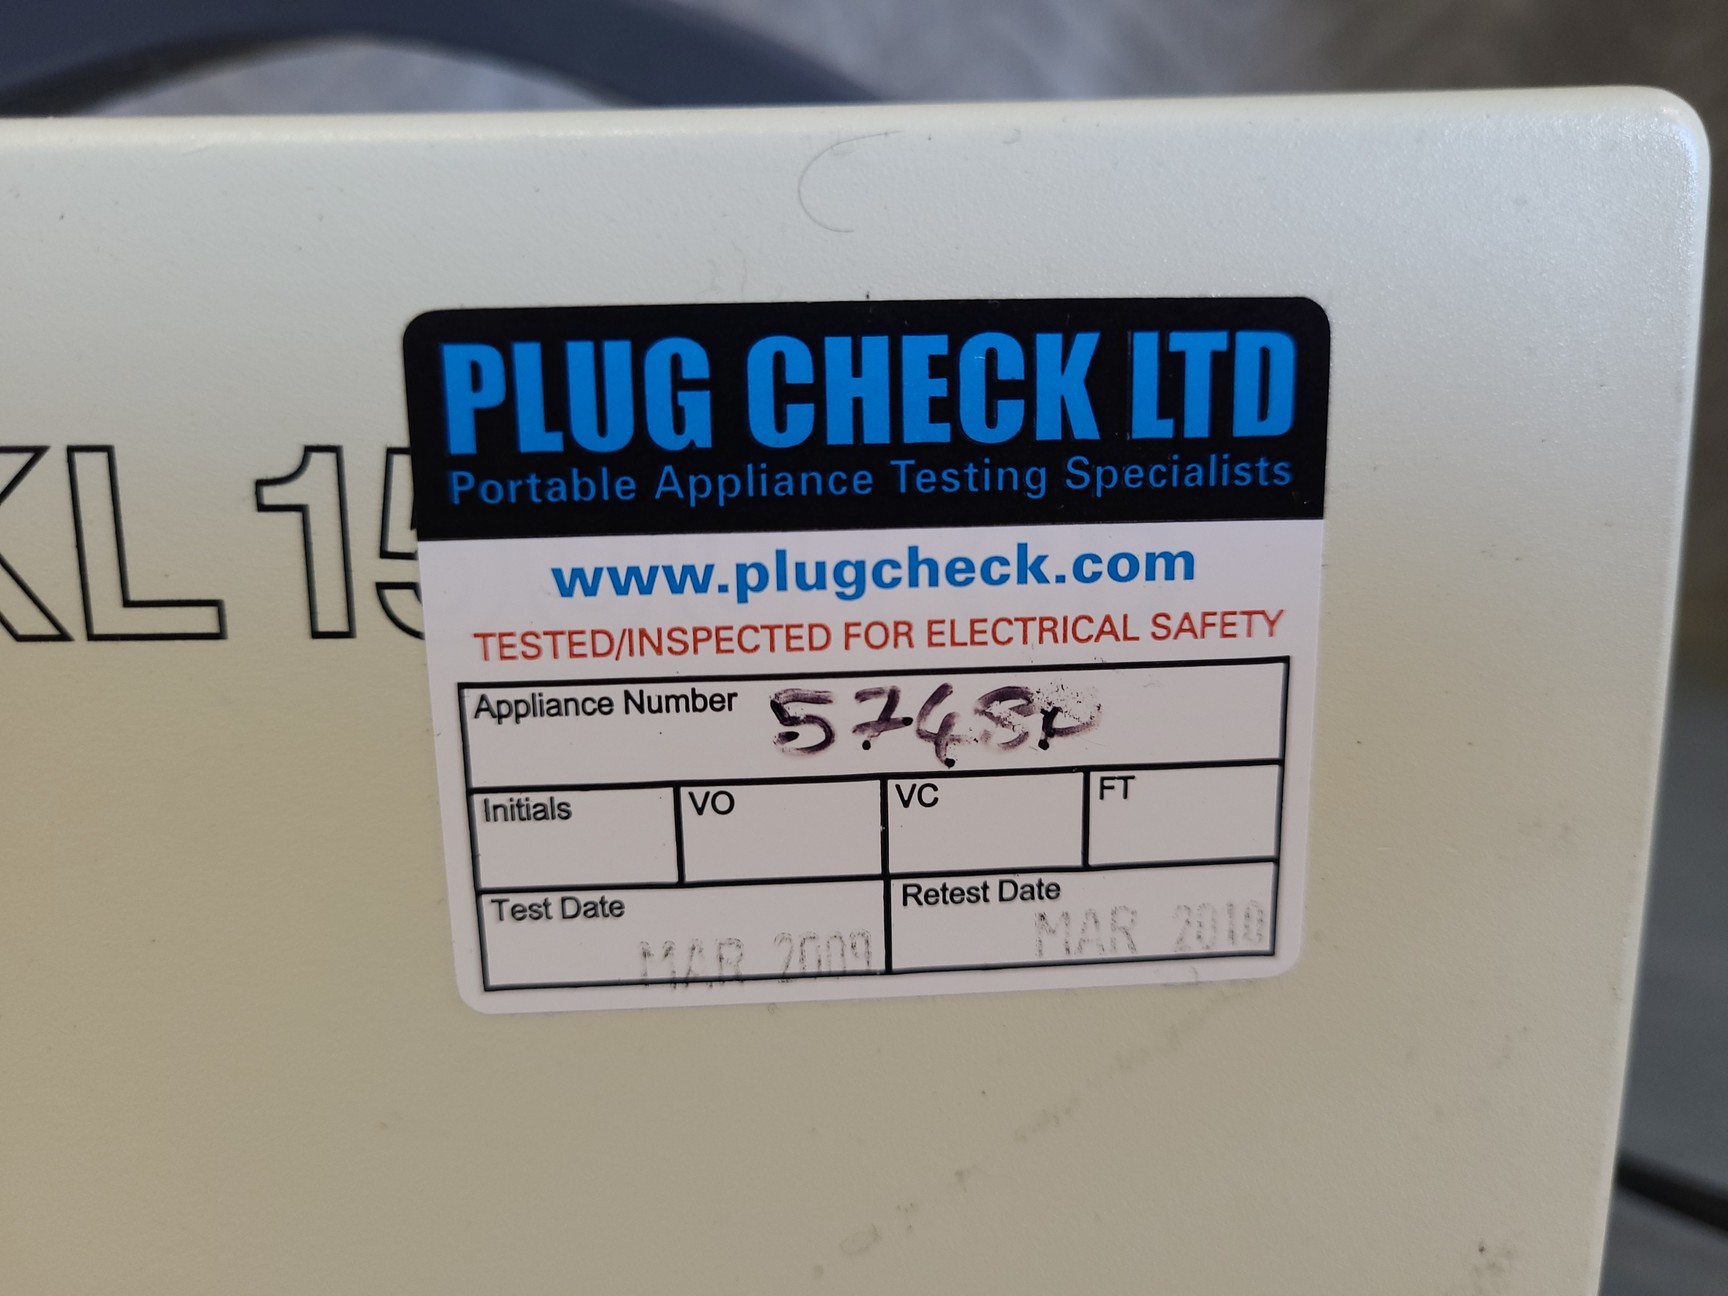 PLUG CHECK LTD
Portable Appliance Testing Specialists
www.plugcheck.com
KL 15
TESTED/INSPECTED FOR ELECTRICAL SAFETY
Appliance Number
Initials VO VC FT
Test Date Retest Date
MAR 2009 MAR 2010